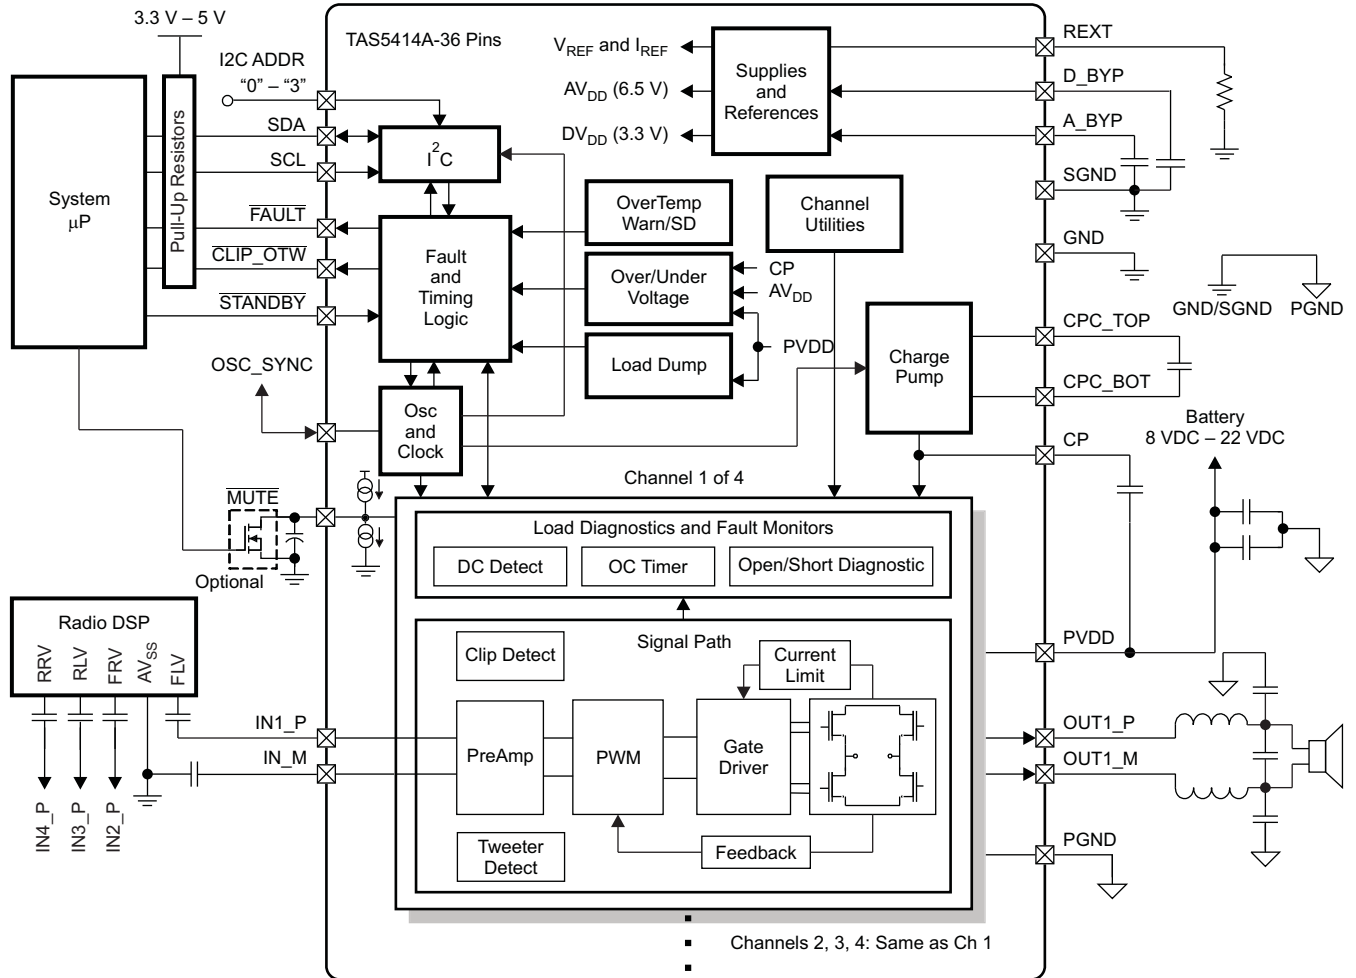 3.3 V – 5 V
TAS5414A-36 Pins
I2C ADDR
“0” – “3”
SDA
SCL
FAULT
CLIP_OTW
STANDBY
OSC_SYNC
System
µP
Pull-Up Resistors
I²C
Fault
and
Timing
Logic
Osc
and
Clock
VREF and IREF
AVDD (6.5 V)
DVDD (3.3 V)
Supplies
and
References
OverTemp
Warn/SD
Over/Under
Voltage
Load Dump
CP
AVDD
PVDD
Channel
Utilities
Charge
Pump
REXT
D_BYP
A_BYP
SGND
GND
GND/SGND
PGND
CPC_TOP
CPC_BOT
CP
Battery
8 VDC – 22 VDC
Channel 1 of 4
MUTE
Optional
Load Diagnostics and Fault Monitors
DC Detect
OC Timer
Open/Short Diagnostic
Radio DSP
RRV
RLV
FRV
AVSS
FLV
IN4_P
IN3_P
IN2_P
IN1_P
IN_M
Signal Path
Clip Detect
Current
Limit
PreAmp
PWM
Gate
Driver
Tweeter
Detect
Feedback
PVDD
OUT1_P
OUT1_M
PGND
Channels 2, 3, 4: Same as Ch 1